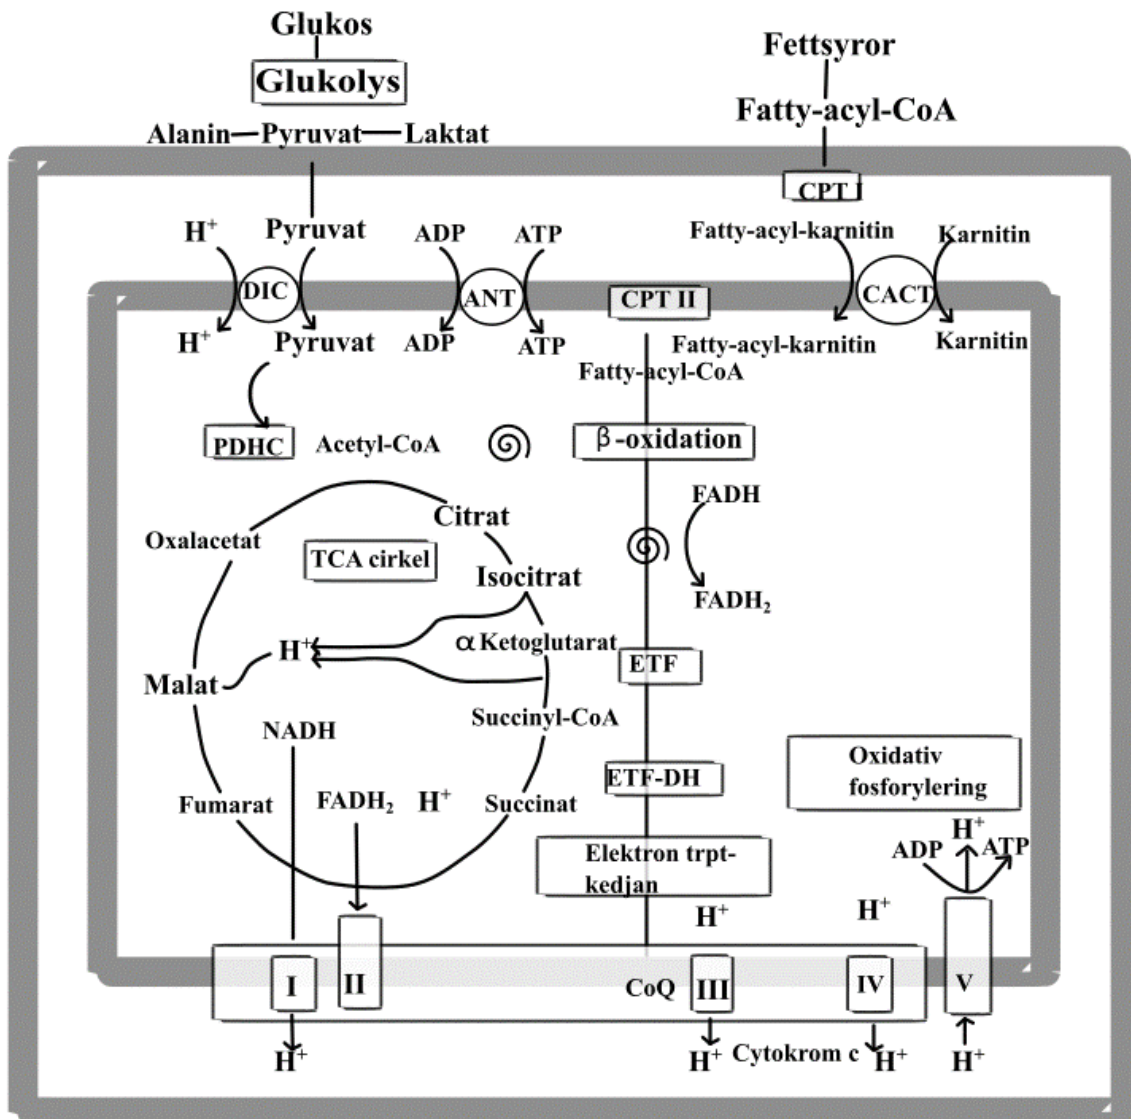 Glukos
Glukolys
Alanin Pyruvat Laktat
Fettsyror
Fatty-acyl-CoA
CPT I
H⁺ Pyruvat ADP ATP Fatty-acyl-karnitin Karnitin
DIC ANT CPT II CACT
H⁺ Pyruvat ADP ATP Fatty-acyl-karnitin Karnitin
Fatty-acyl-CoA
PDHC Acetyl-CoA β-oxidation
FADH
Citrat
Oxalacetat TCA cirkel
Isocitrat
FADH₂
H⁺ α Ketoglutarat ETF
Malat
NADH Succinyl-CoA
ETF-DH
Oxidativ
fosforylering
Fumarat FADH₂ H⁺ Succinat
H⁺
ADP ATP
Elektron trpt-
kedjan
H⁺ H⁺
I II CoQ III IV V
H⁺ H⁺ Cytokrom c H⁺ H⁺